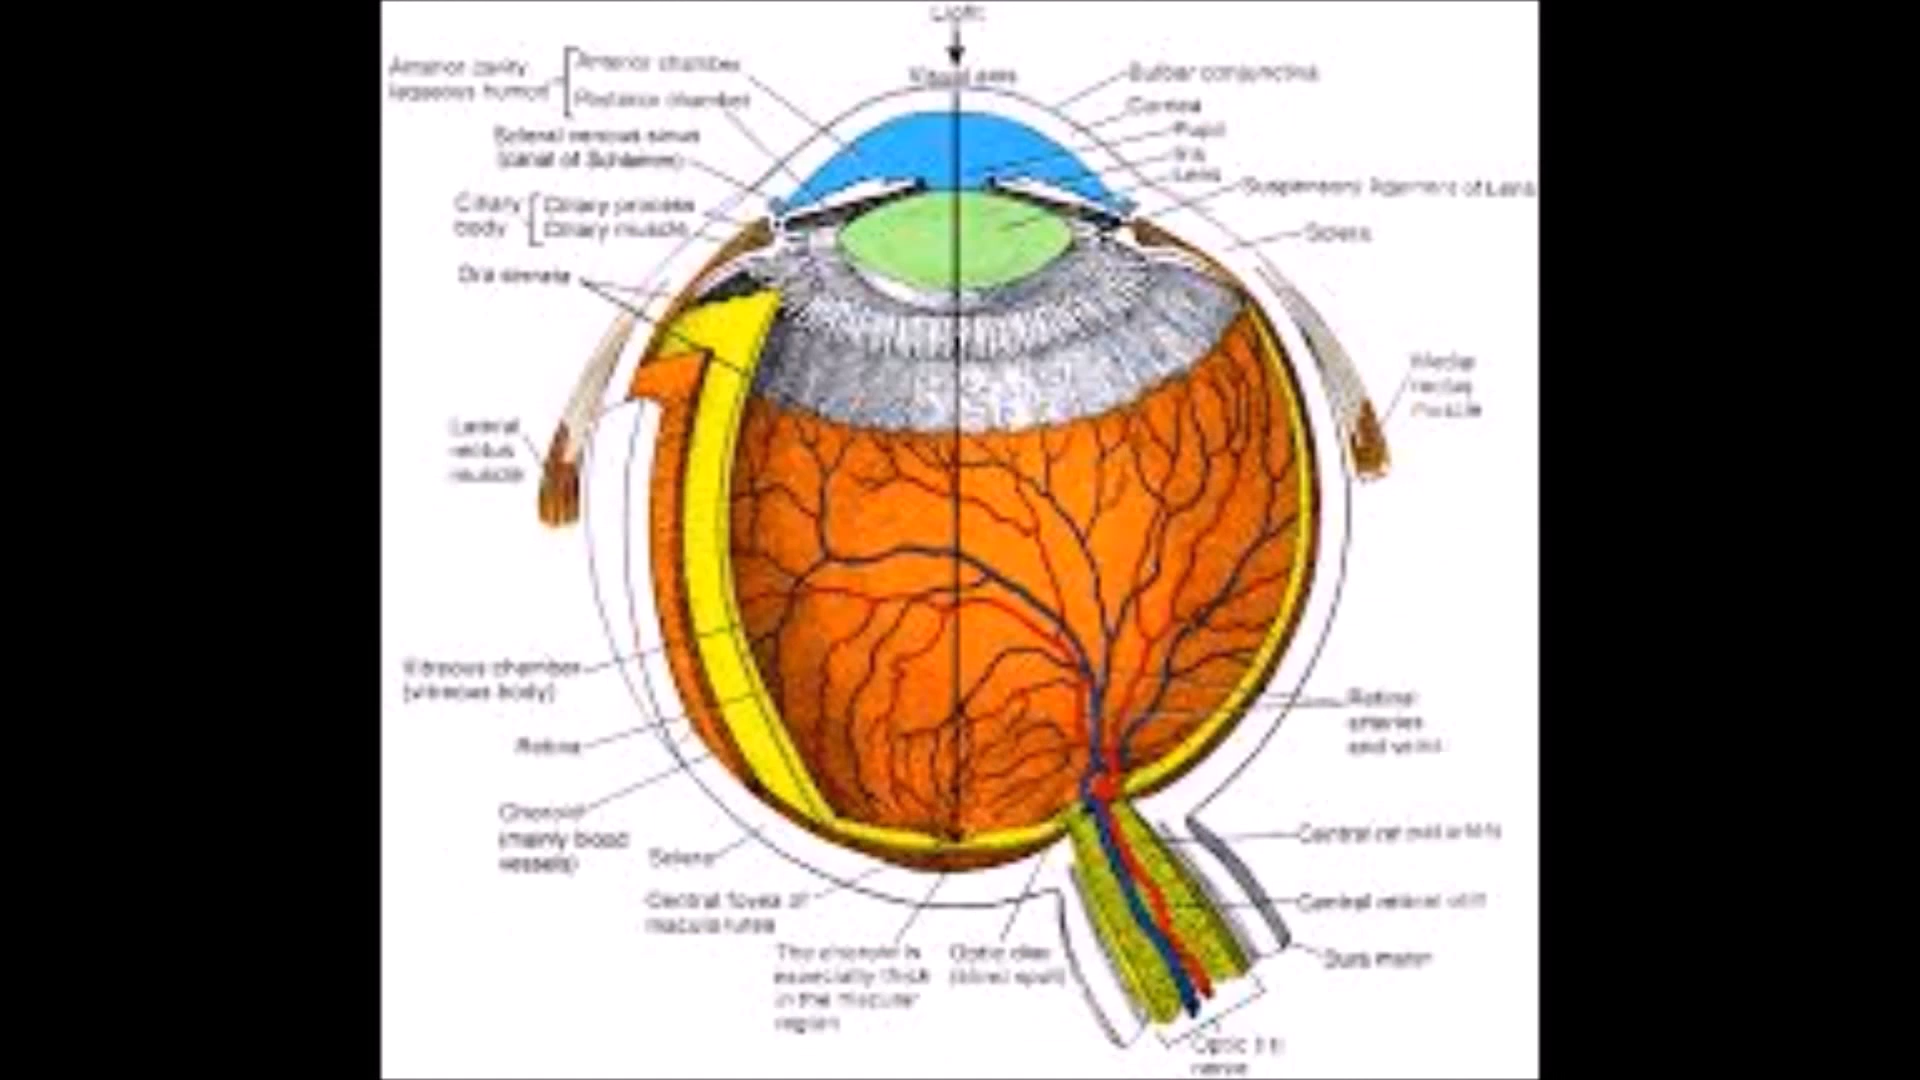 Light
Visual axis
Anterior cavity
(aqueous humor)
Anterior chamber
Posterior chamber
Scleral venous sinus
(canal of Schlemm)
Ciliary
body
Ciliary process
Ciliary muscle
Ora serrata
Lateral
rectus
muscle
Vitreous chamber
(vitreous body)
Retina
Choroid
(mainly blood
vessels)
Sclera
Central fovea of
macula lutea
The choroid is
especially thick
in the macular
region
Optic disc
(blind spot)
Bulbar conjunctiva
Cornea
Pupil
Iris
Lens
Suspensory ligament of Lens
Sclera
Medial
rectus
muscle
Retinal
arteries
and veins
Central retinal
Central retinal
Dura mater
Optic
nerve